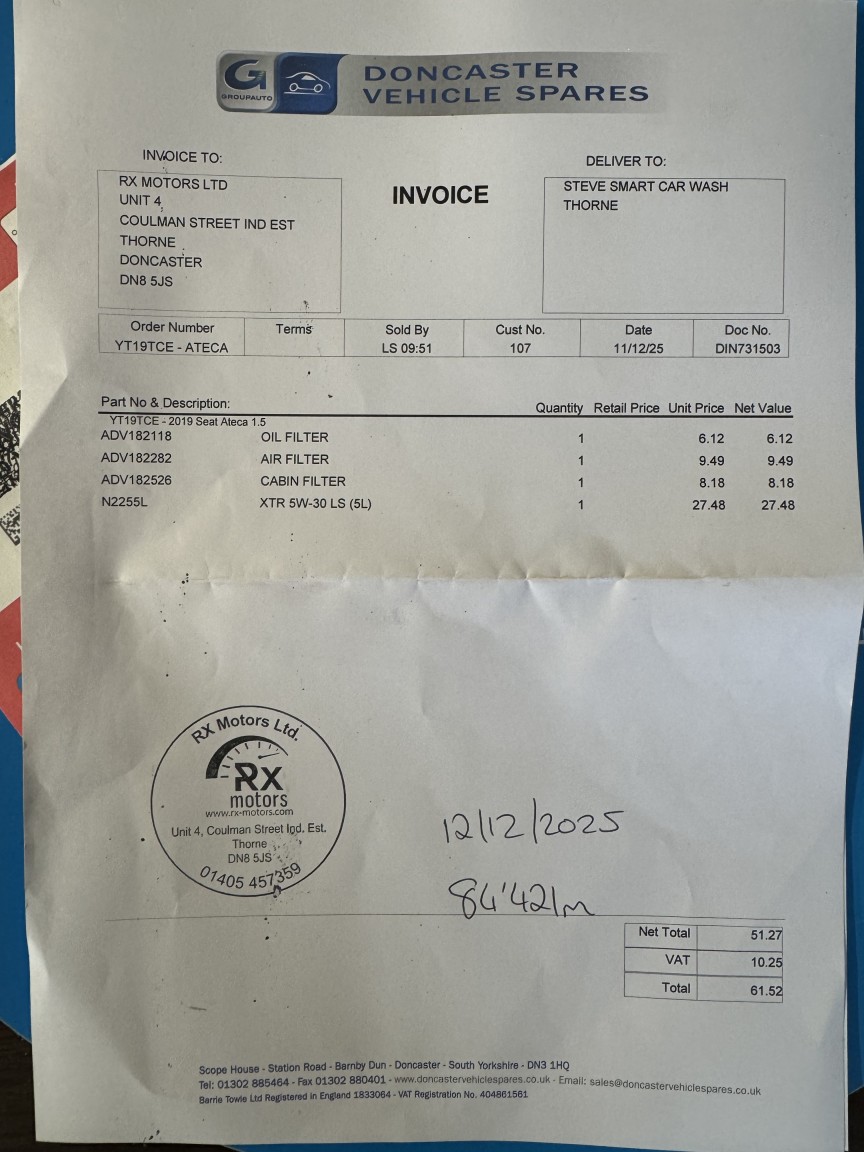 G
GROUPAUTO
DONCASTER
VEHICLE SPARES
INVOICE TO:
DELIVER TO:
RX MOTORS LTD
UNIT 4
COULMAN STREET IND EST
THORNE
DONCASTER
DN8 5JS
INVOICE
STEVE SMART CAR WASH
THORNE
Order Number Terms Sold By Cust No. Date Doc No.
YT19TCE - ATECA LS 09:51 107 11/12/25 DIN731503
Part No & Description: Quantity Retail Price Unit Price Net Value
YT19TCE - 2019 Seat Ateca 1.5
ADV182118 OIL FILTER 1 6.12 6.12
ADV182282 AIR FILTER 1 9.49 9.49
ADV182526 CABIN FILTER 1 8.18 8.18
N2255L XTR 5W-30 LS (5L) 1 27.48 27.48
RX Motors Ltd.
RX
motors
www.rx-motors.com
Unit 4, Coulman Street Ind. Est.
Thorne
DN8 5JS
01405 457359
12/12/2025
84'421m
Net Total 51.27
VAT 10.25
Total 61.52
Scope House - Station Road - Barnby Dun - Doncaster - South Yorkshire - DN3 1HQ
Tel: 01302 885464 - Fax 01302 880401 - www.doncastervehiclespares.co.uk - Email: sales@doncastervehiclespares.co.uk
Barrie Towle Ltd Registered in England 1833064 - VAT Registration No. 404861561